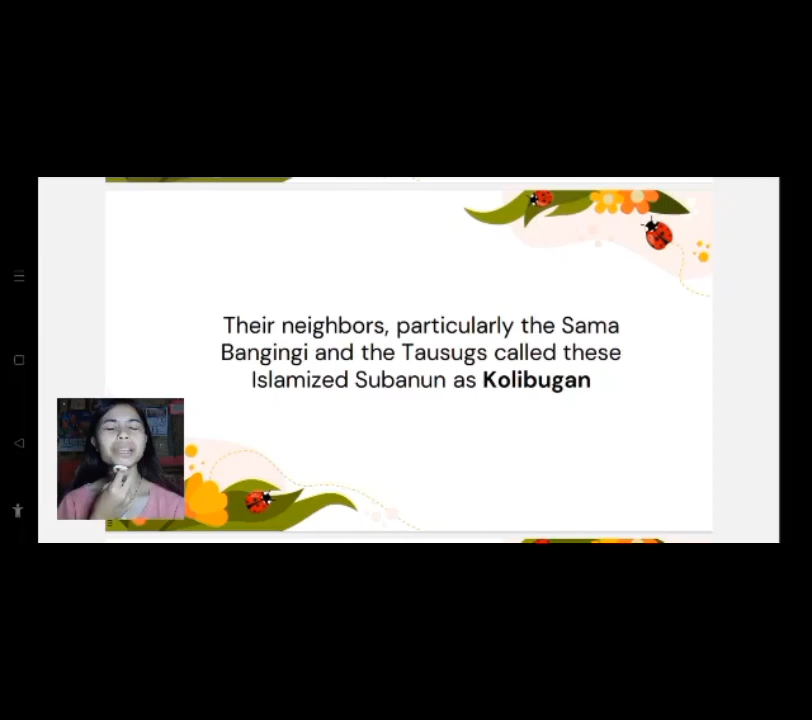 Their neighbors, particularly the Sama
Bangingi and the Tausugs called these
Islamized Subanun as Kolibugan